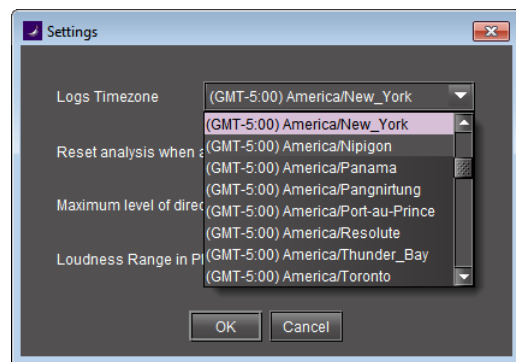 Settings
Logs Timezone
(GMT-5:00) America/New_York
(GMT-5:00) America/New_York
(GMT-5:00) America/Nipigon
Reset analysis when
(GMT-5:00) America/Panama
(GMT-5:00) America/Pangnirtung
Maximum level of direc
(GMT-5:00) America/Port-au-Prince
(GMT-5:00) America/Resolute
Loudness Range in P
(GMT-5:00) America/Thunder_Bay
(GMT-5:00) America/Toronto
OK Cancel